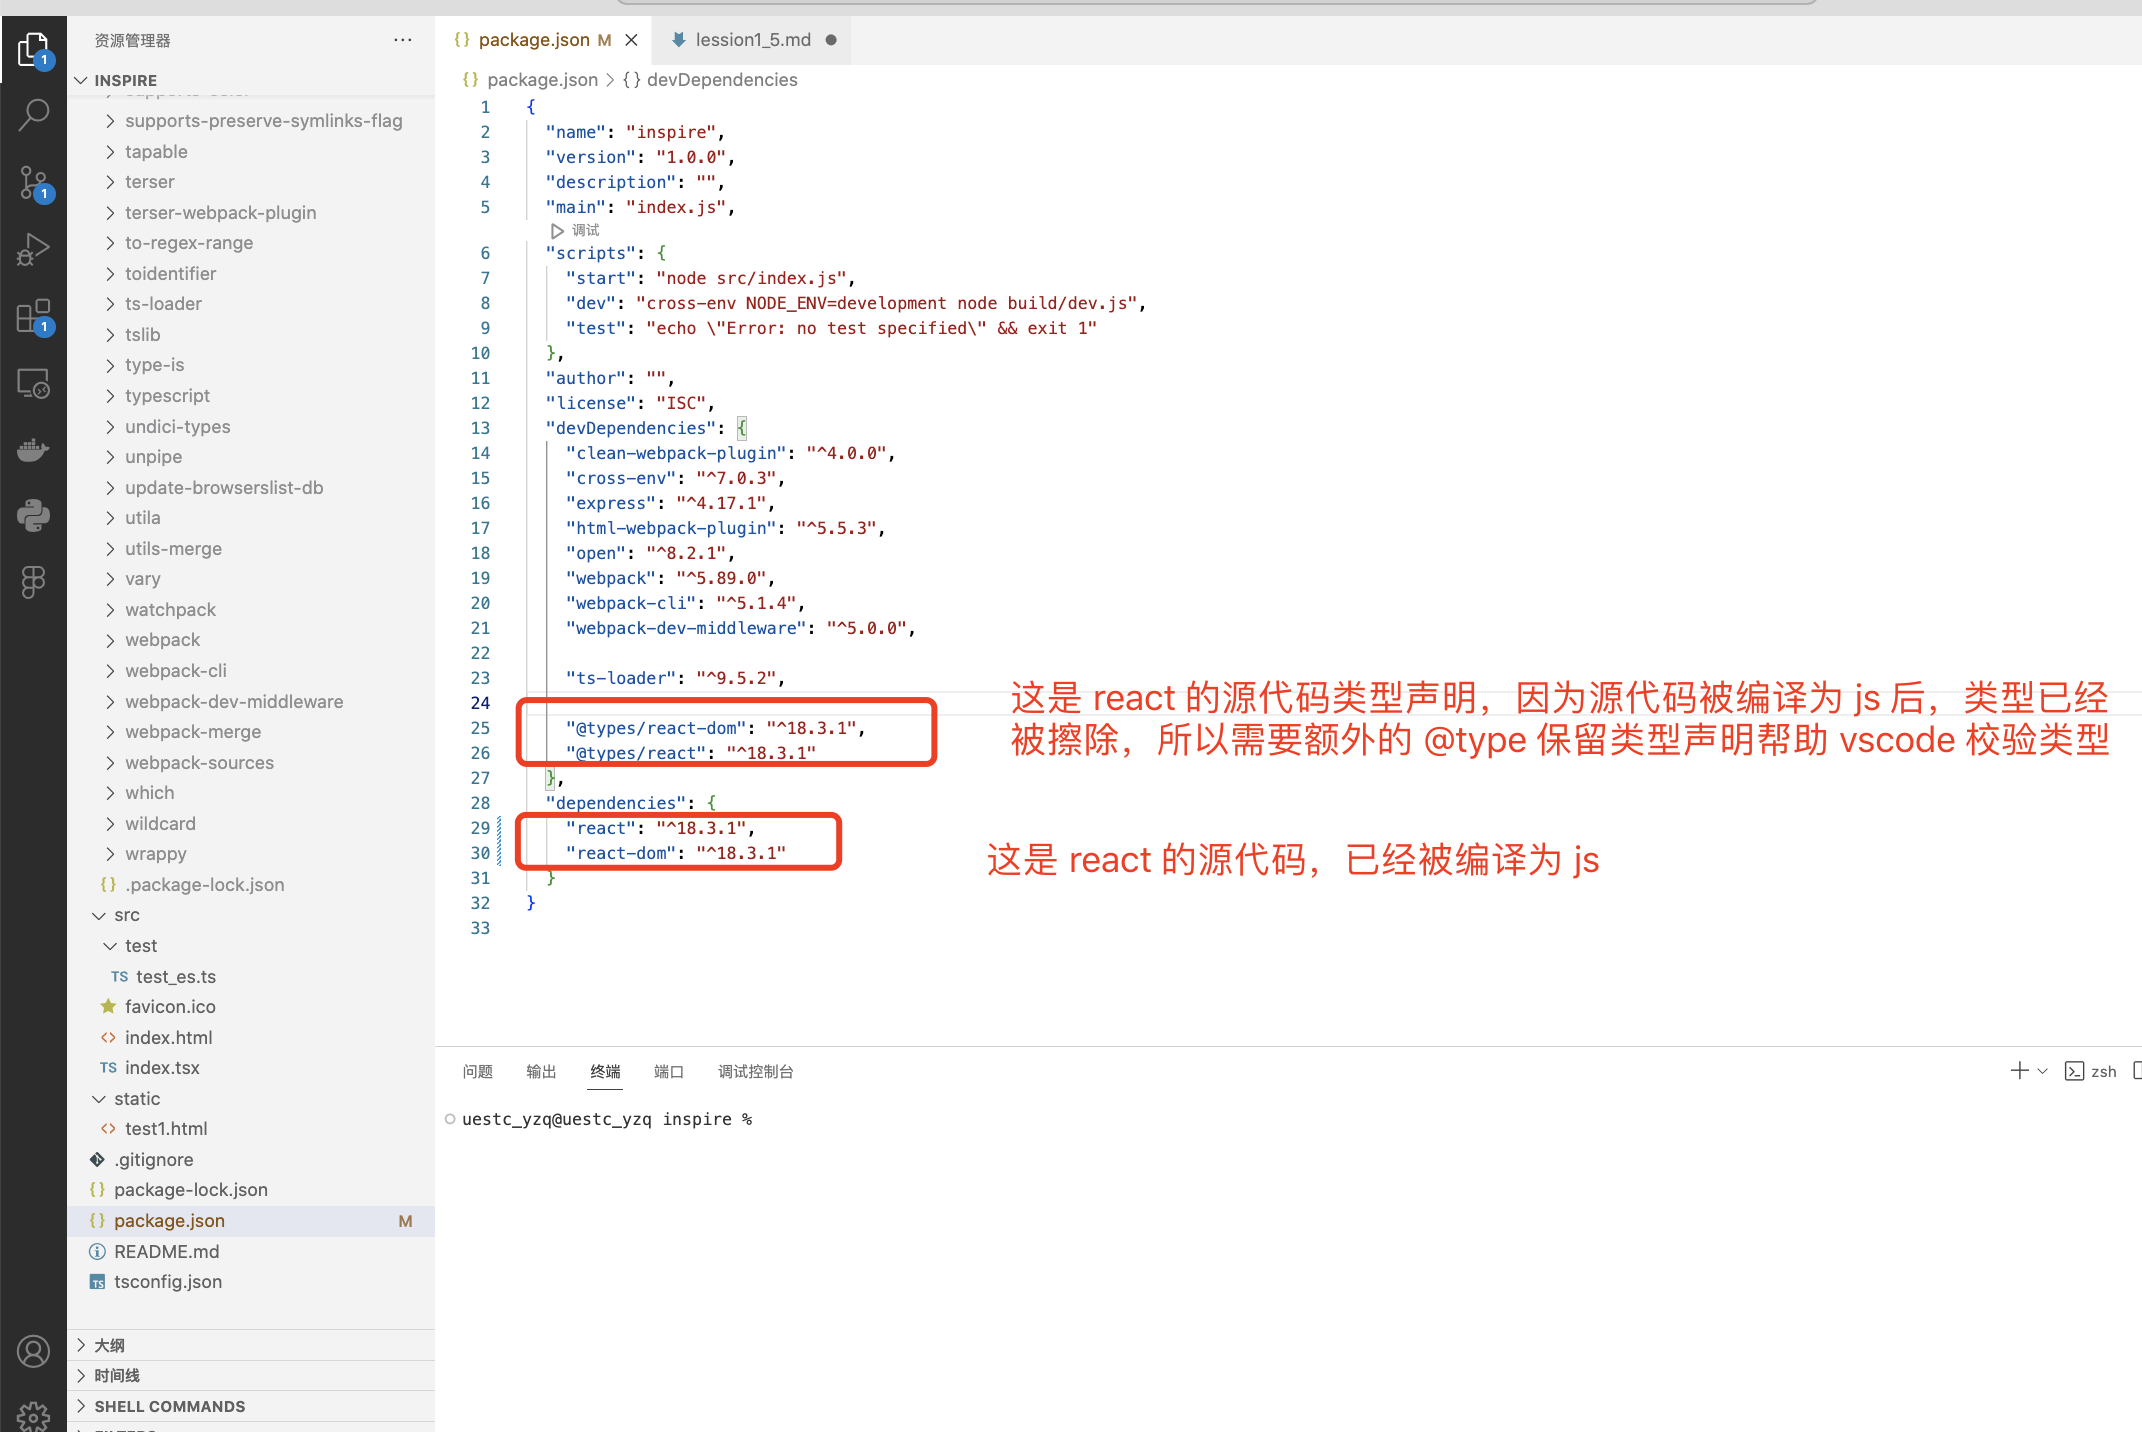 资源管理器
INSPIRE
supports-preserve-symlinks-flag
tapable
terser
terser-webpack-plugin
to-regex-range
toidentifier
ts-loader
tslib
type-is
typescript
undici-types
unpipe
update-browserslist-db
utila
utils-merge
vary
watchpack
webpack
webpack-cli
webpack-dev-middleware
webpack-merge
webpack-sources
which
wildcard
wrappy
{} .package-lock.json
src
test
TS test_es.ts
favicon.ico
<> index.html
TS index.tsx
static
<> test1.html
.gitignore
{} package-lock.json
{} package.json M
README.md
TS tsconfig.json
大纲
时间线
SHELL COMMANDS
1
1
1
{} package.json M
lession1_5.md
{} package.json > {} devDependencies
1 {
2 "name": "inspire",
3 "version": "1.0.0",
4 "description": "",
5 "main": "index.js",
调试
6 "scripts": {
7 "start": "node src/index.js",
8 "dev": "cross-env NODE_ENV=development node build/dev.js",
9 "test": "echo \"Error: no test specified\" && exit 1"
10 },
11 "author": "",
12 "license": "ISC",
13 "devDependencies": {
14 "clean-webpack-plugin": "^4.0.0",
15 "cross-env": "^7.0.3",
16 "express": "^4.17.1",
17 "html-webpack-plugin": "^5.5.3",
18 "open": "^8.2.1",
19 "webpack": "^5.89.0",
20 "webpack-cli": "^5.1.4",
21 "webpack-dev-middleware": "^5.0.0",
22
23 "ts-loader": "^9.5.2",
24
25 "@types/react-dom": "^18.3.1",
26 "@types/react": "^18.3.1"
27 },
28 "dependencies": {
29 "react": "^18.3.1",
30 "react-dom": "^18.3.1"
31 }
32 }
33
这是 react 的源代码类型声明，因为源代码被编译为 js 后，类型已经
被擦除，所以需要额外的 @type 保留类型声明帮助 vscode 校验类型
这是 react 的源代码，已经被编译为 js
问题 输出 终端 端口 调试控制台
zsh
uestc_yzq@uestc_yzq inspire %